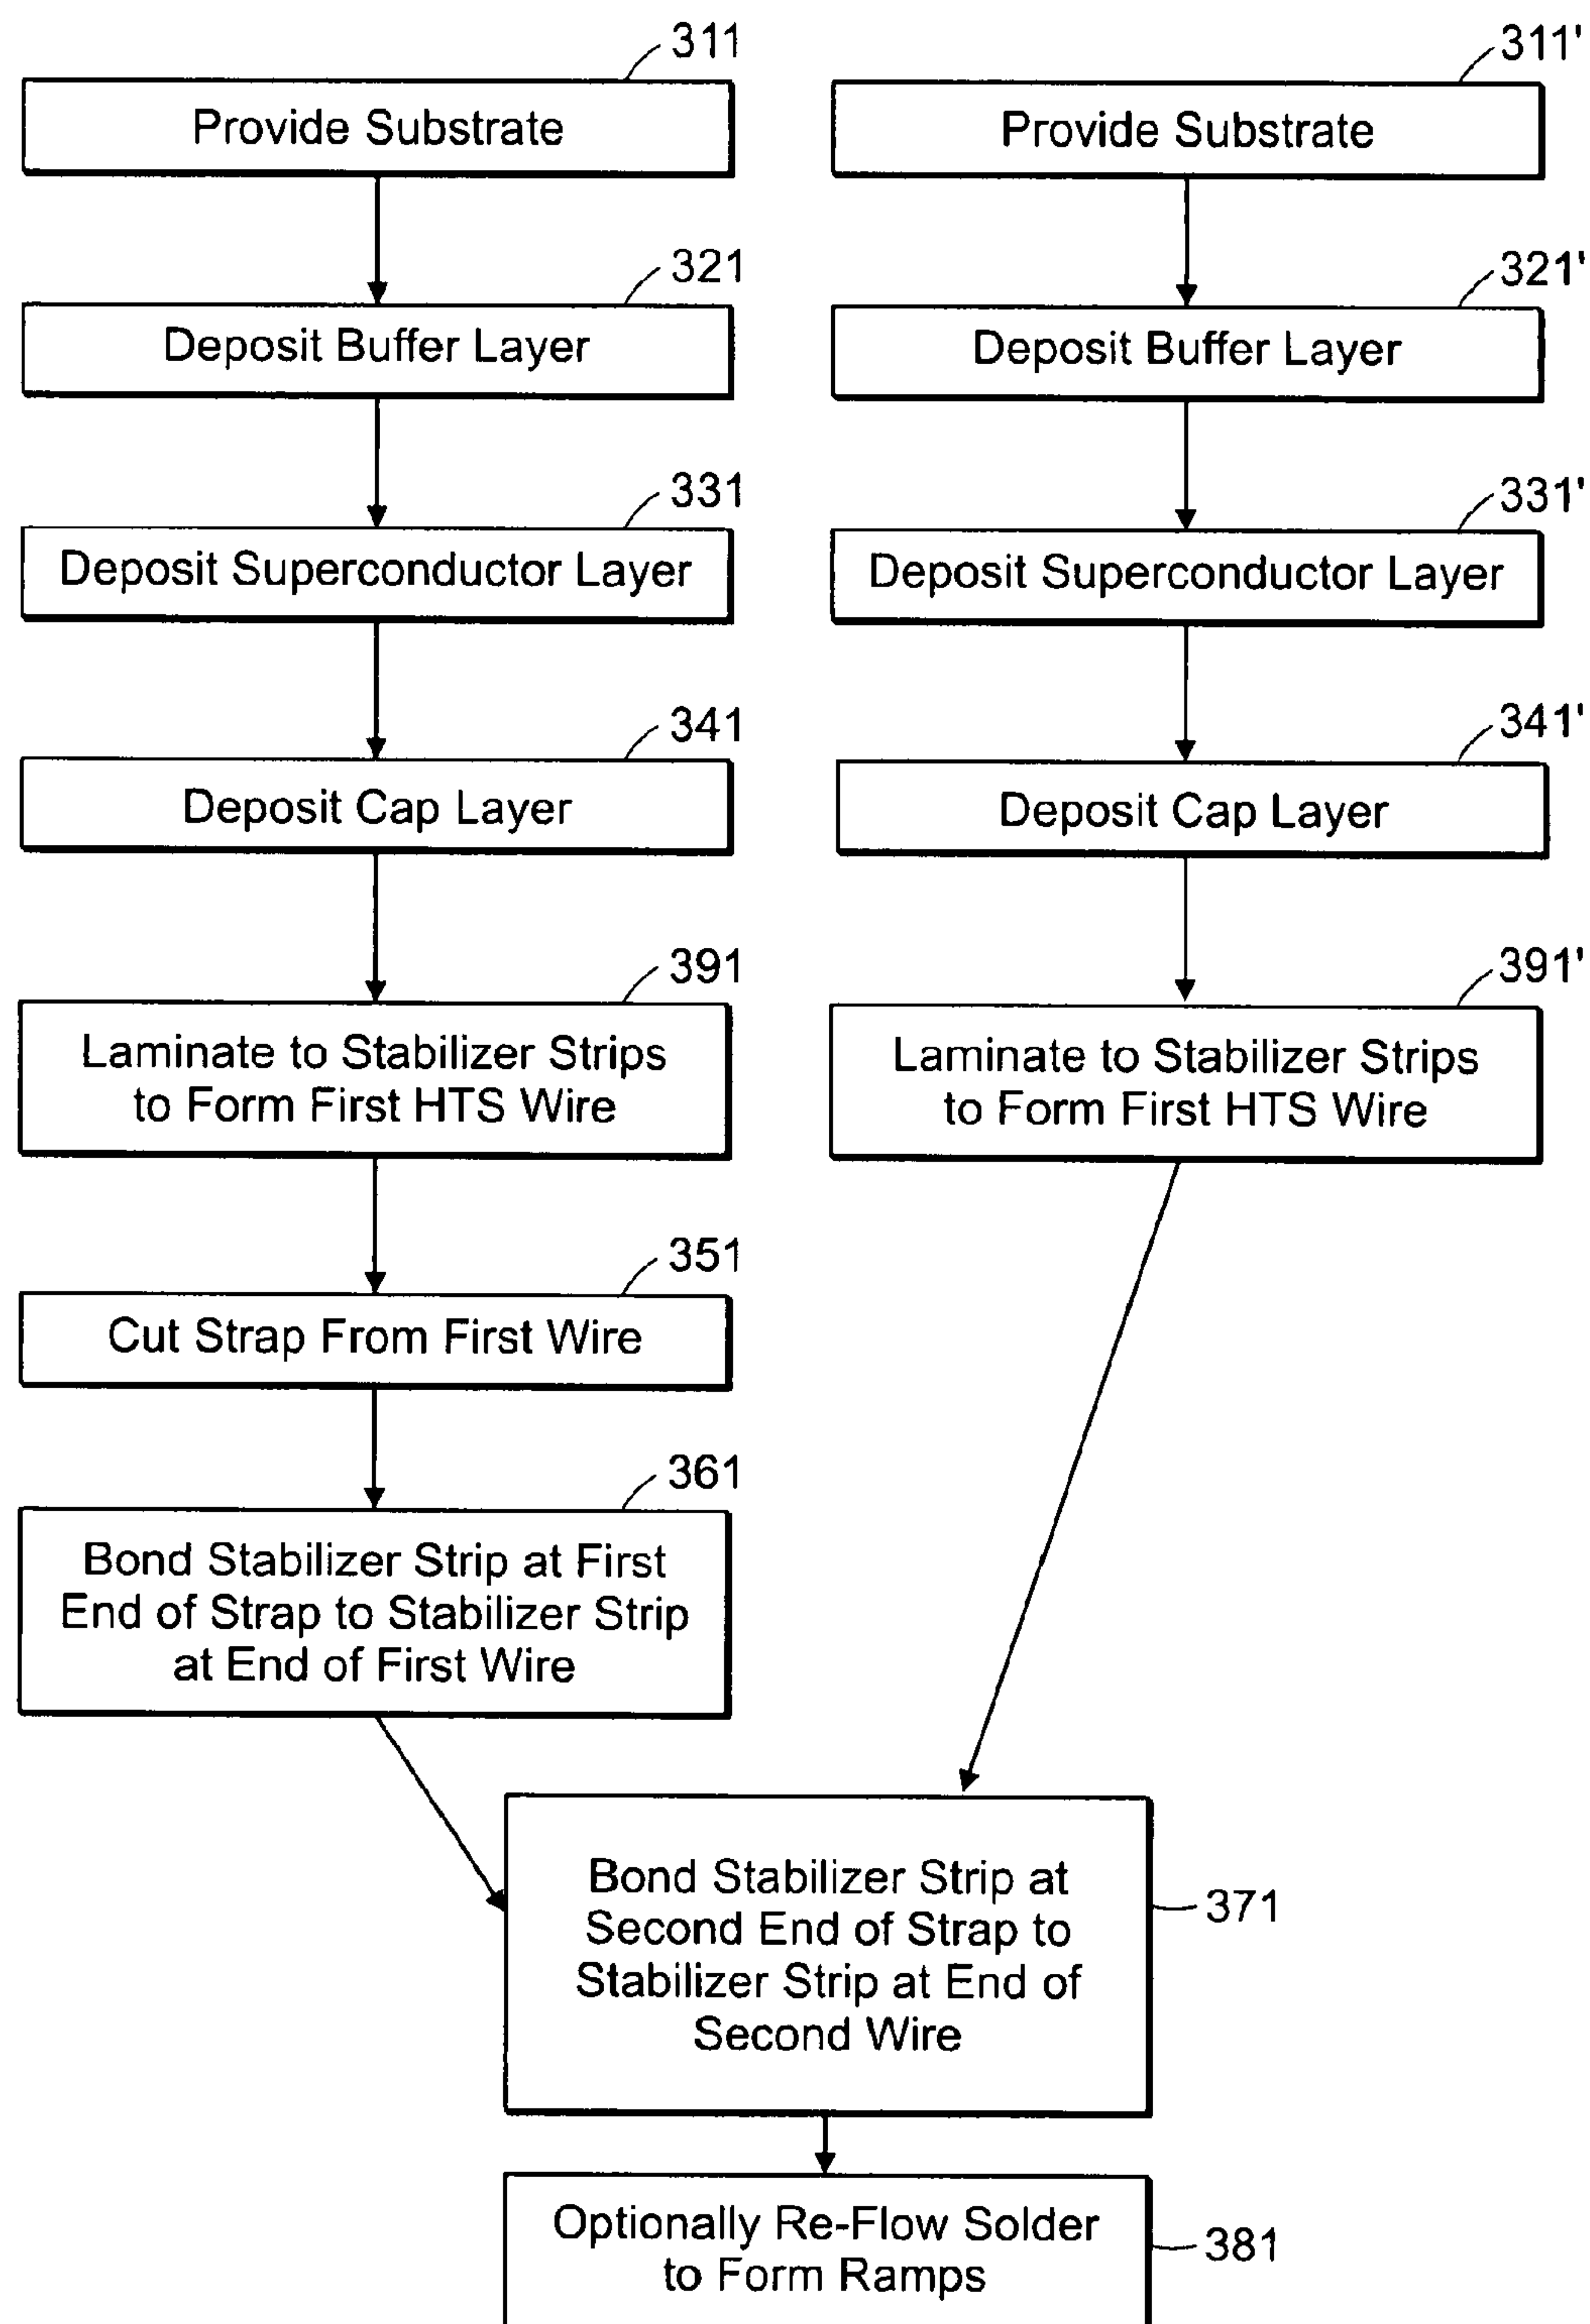 311
Provide Substrate
311'
Provide Substrate
321
Deposit Buffer Layer
321'
Deposit Buffer Layer
331
Deposit Superconductor Layer
331'
Deposit Superconductor Layer
341
Deposit Cap Layer
341'
Deposit Cap Layer
391
Laminate to Stabilizer Strips
to Form First HTS Wire
391'
Laminate to Stabilizer Strips
to Form First HTS Wire
351
Cut Strap From First Wire
361
Bond Stabilizer Strip at First
End of Strap to Stabilizer Strip
at End of First Wire
Bond Stabilizer Strip at
Second End of Strap to
Stabilizer Strip at End of
Second Wire
371
Optionally Re-Flow Solder
to Form Ramps
381